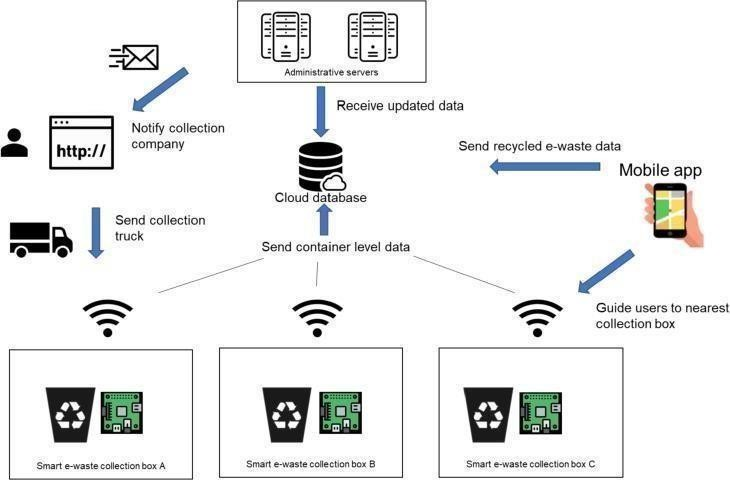 Administrative servers
Receive updated data
Notify collection
company
http://
Send recycled e-waste data
Mobile app
Cloud database
Send collection
truck
Send container level data
Guide users to nearest
collection box
Smart e-waste collection box A
Smart e-waste collection box B
Smart e-waste collection box C